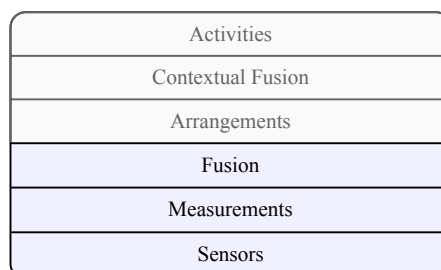 Activities
Contextual Fusion
Arrangements
Fusion
Measurements
Sensors